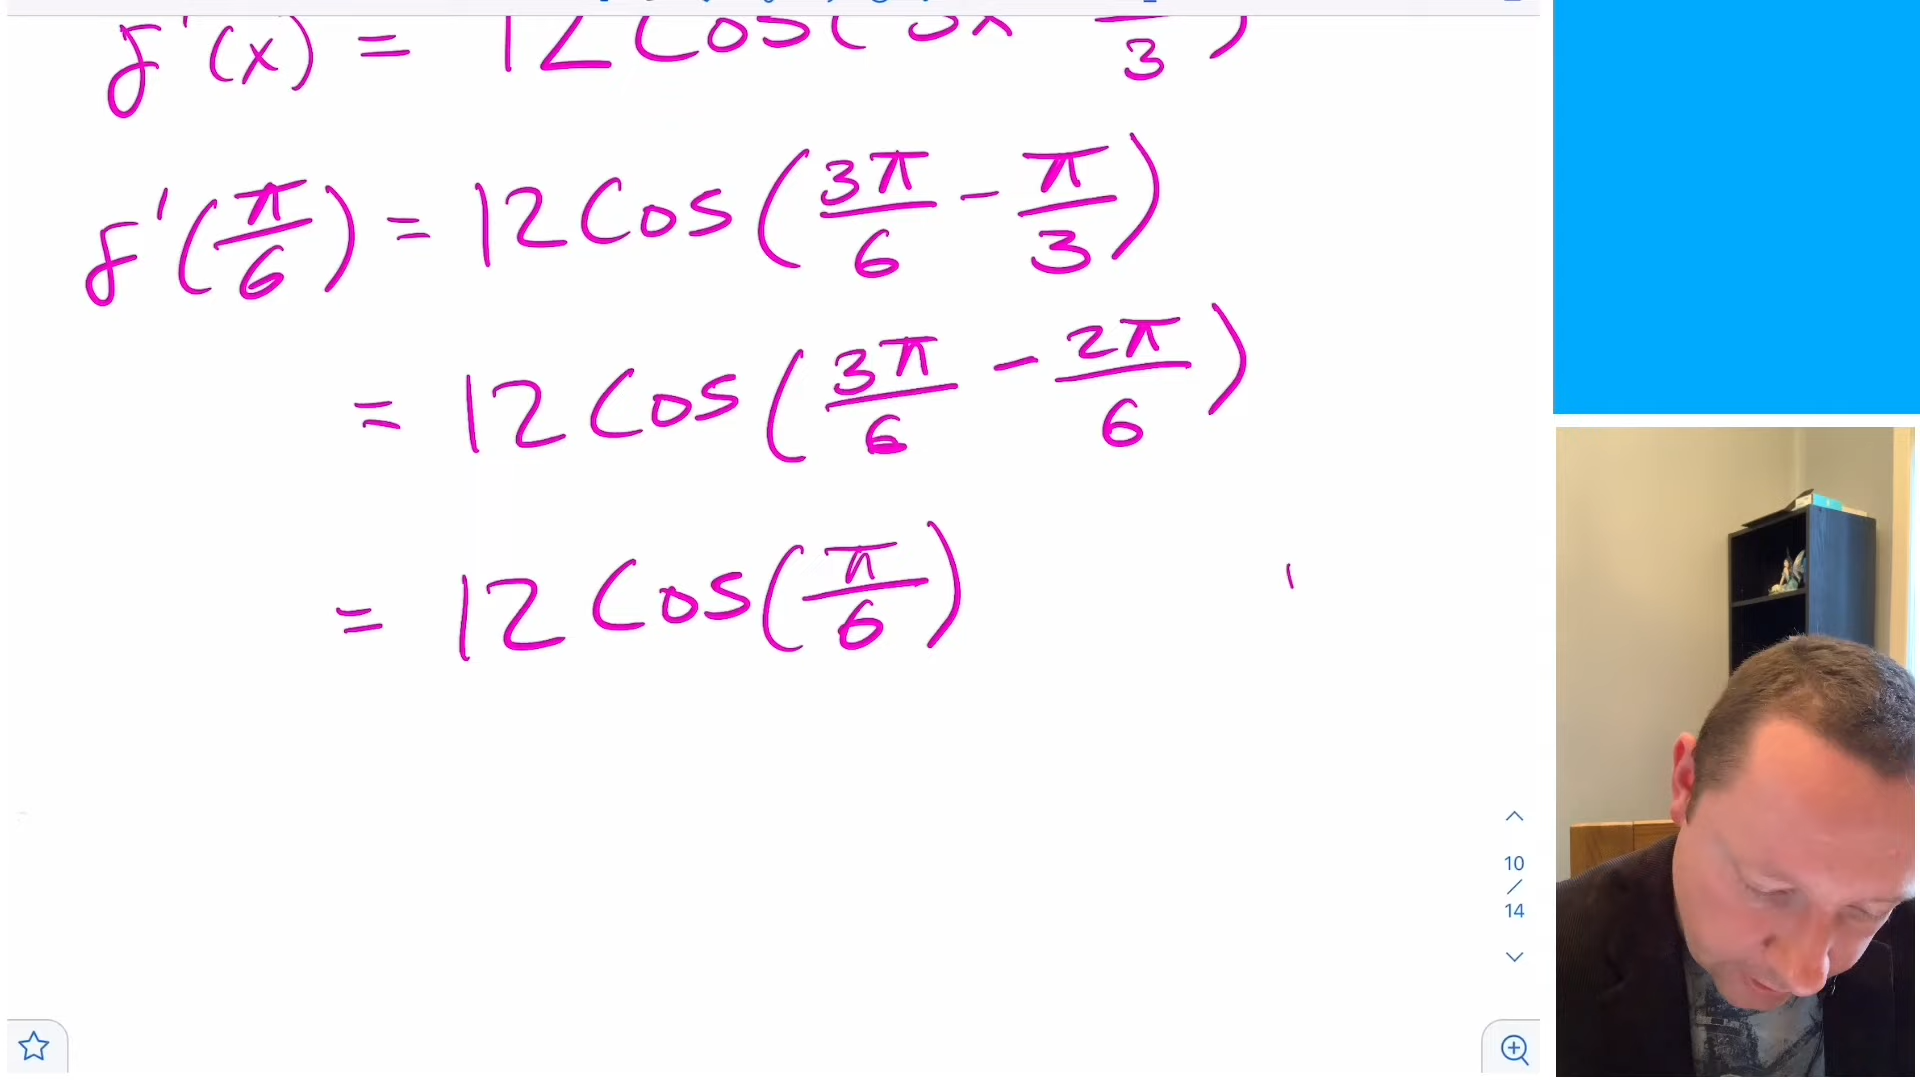 f'(x) = 12 Cos(3x π/3)
f'(π/6) = 12 Cos(3π/6 - π/3)
= 12 Cos(3π/6 - 2π/6)
= 12 Cos(π/6)
10
/
14